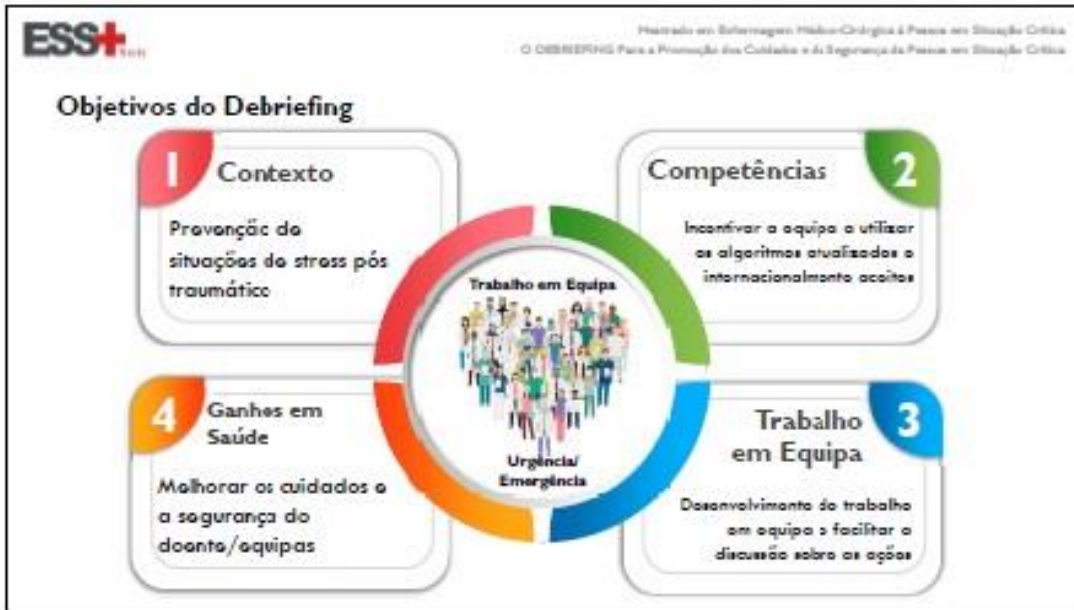 ESS+
Mestrado em Enfermagem Médico-Cirúrgica à Pessoa em Situação Crítica
O DEBRIEFING Para a Promoção dos Cuidados e da Segurança da Pessoa em Situação Crítica
Objetivos do Debriefing
1 Contexto
Prevenção de
situações de stress pós
traumático
Competências 2
Incentivar a equipa a utilizar
os algoritmos atualizados e
internacionalmente aceites
Trabalho em Equipa
Urgência/
Emergência
4 Ganhos em
Saúde
Melhorar os cuidados e
a segurança do
doente/equipas
Trabalho 3
em Equipa
Desenvolvimento do trabalho
em equipa e facilitar a
discussão sobre as ações